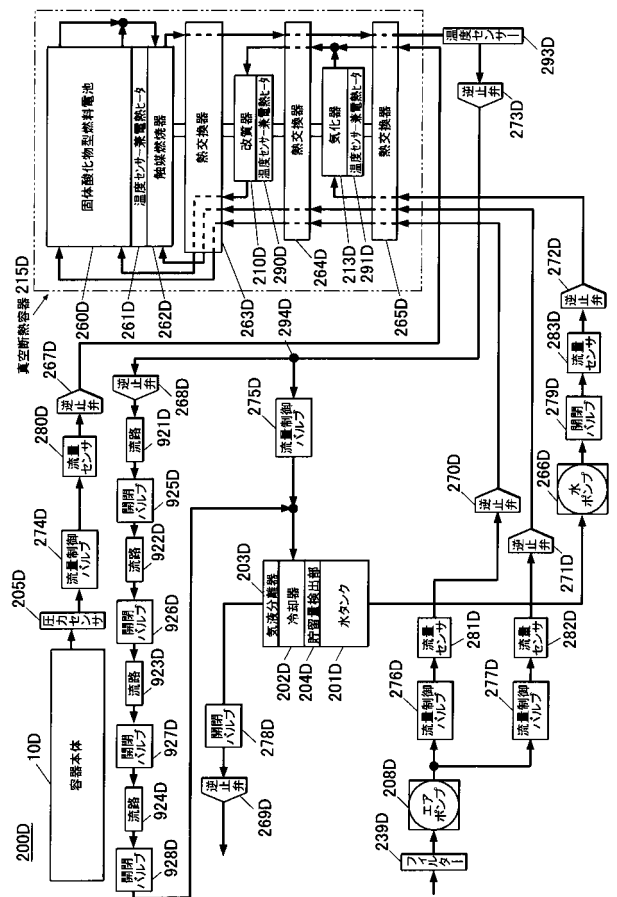 200D
容器本体
10D
圧力センサ
205D
流量制御バルブ
274D
流量センサ
280D
逆止弁
267D
真空断熱容器 215D
固体酸化物型燃料電池
260D
温度センサー兼電熱ヒータ
261D
触媒燃焼器
262D
熱交換器
263D
改質器
210D
温度センサー兼電熱ヒータ
290D
熱交換器
264D
気化器
213D
温度センサー兼電熱ヒータ
291D
熱交換器
265D
温度センサー
293D
逆止弁
273D
294D
逆止弁
268D
流路
921D
開閉バルブ
925D
流路
922D
開閉バルブ
926D
流路
923D
開閉バルブ
927D
流路
924D
開閉バルブ
928D
流量制御バルブ
275D
気液分離器
203D
冷却器
202D
貯留量検出部
204D
水タンク
201D
開閉バルブ
278D
逆止弁
269D
フィルター
239D
エアポンプ
208D
流量制御バルブ
276D
流量センサ
281D
逆止弁
270D
流量制御バルブ
277D
流量センサ
282D
逆止弁
271D
水ポンプ
266D
開閉バルブ
279D
流量センサ
283D
逆止弁
272D